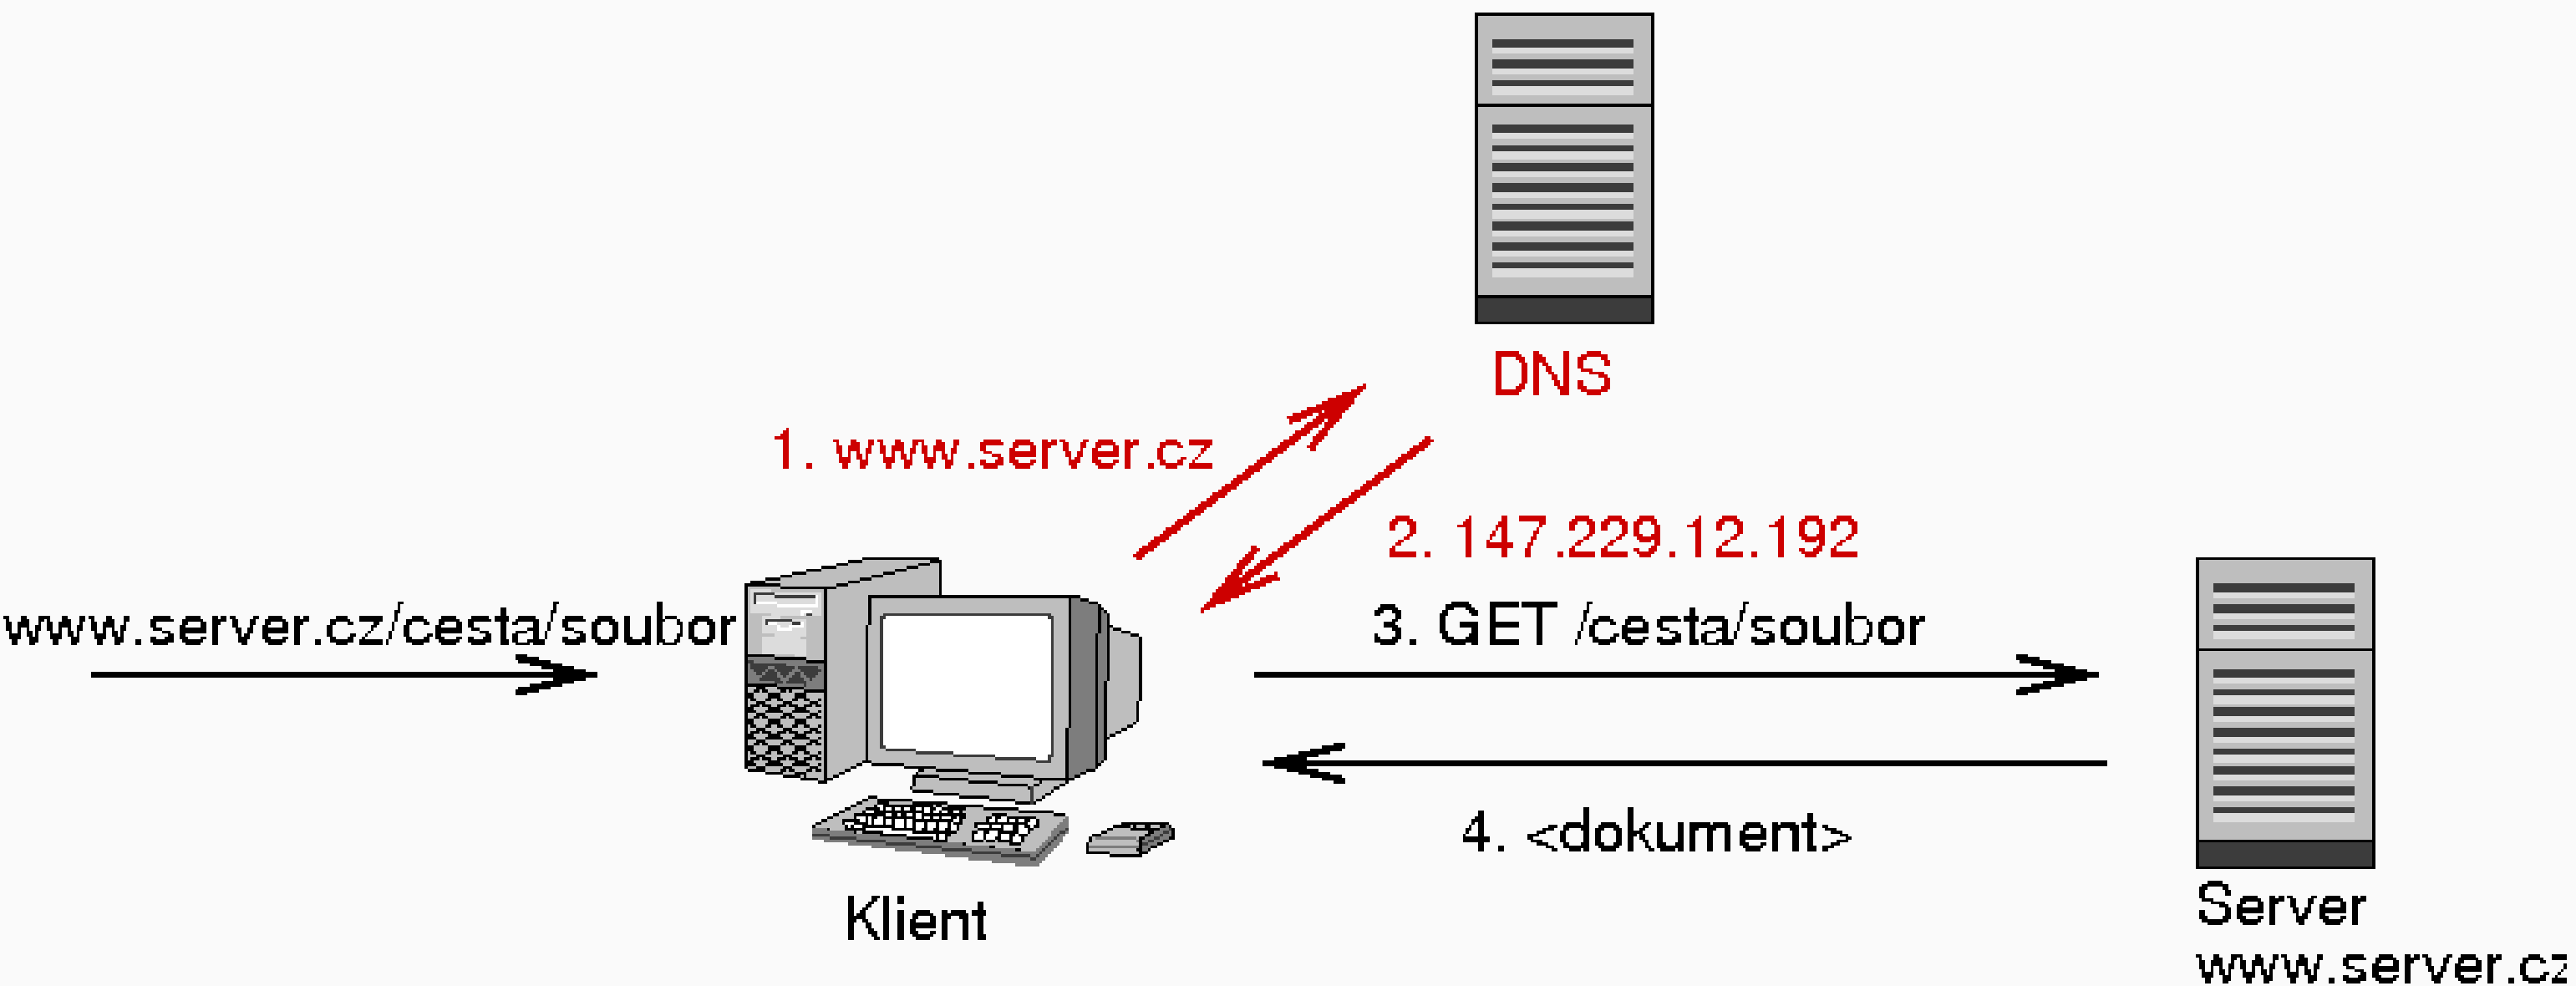 DNS
1. www.server.cz
2. 147.229.12.192
www.server.cz/cesta/soubor
3. GET /cesta/soubor
4. <dokument>
Klient
Server
www.server.cz